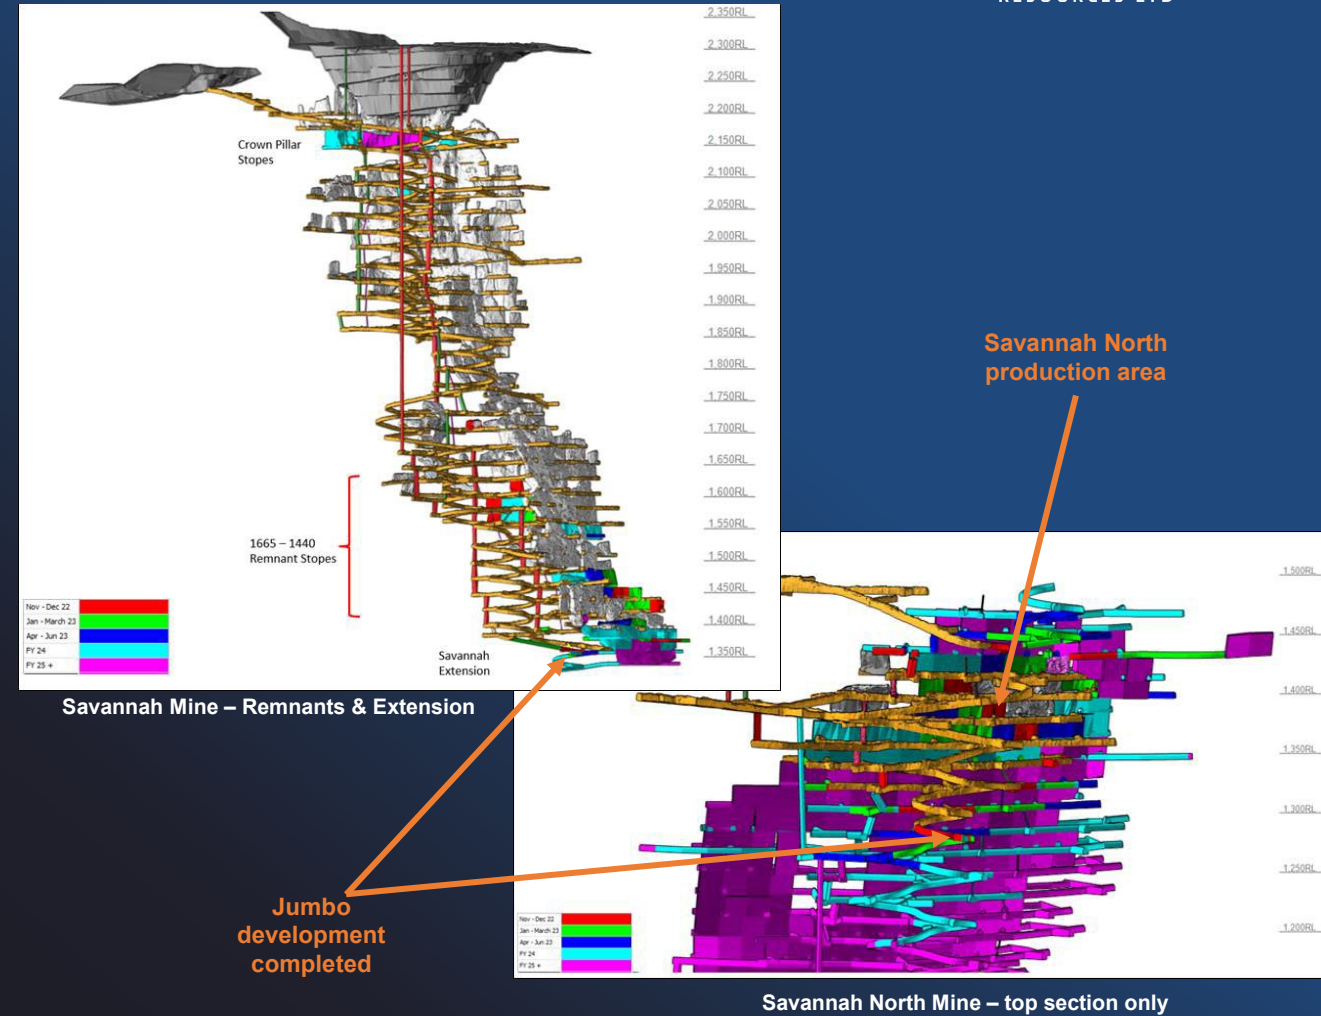 RESOURCES LTD
2,350RL
2,300RL
2,250RL
2,200RL
2,150RL
2,100RL
2,050RL
2,000RL
1,950RL
1,900RL
1,850RL
1,800RL
1,750RL
1,700RL
1,650RL
1,600RL
1,550RL
1,500RL
1,450RL
1,400RL
1,350RL
Crown Pillar
Stopes
1665 – 1440
Remnant Stopes
Savannah
Extension
Nov - Dec 22
Jan - March 23
Apr - Jun 23
FY 24
FY 25 +
Savannah Mine – Remnants & Extension
Savannah North
production area
1,500RL
1,450RL
1,400RL
1,350RL
1,300RL
1,250RL
1,200RL
Jumbo
development
completed
Nov - Dec 22
Jan - March 23
Apr - Jun 23
FY 24
FY 25 +
Savannah North Mine – top section only